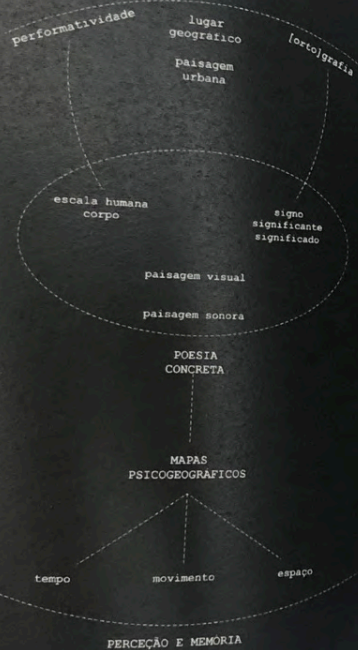 performatividade
lugar
geográfico
[orto]grafia
paisagem
urbana
escala humana
corpo
signo
significante
significado
paisagem visual
paisagem sonora
POESIA
CONCRETA
MAPAS
PSICOGEOGRÁFICOS
tempo
movimento
espaço
PERCEÇÃO E MEMÓRIA